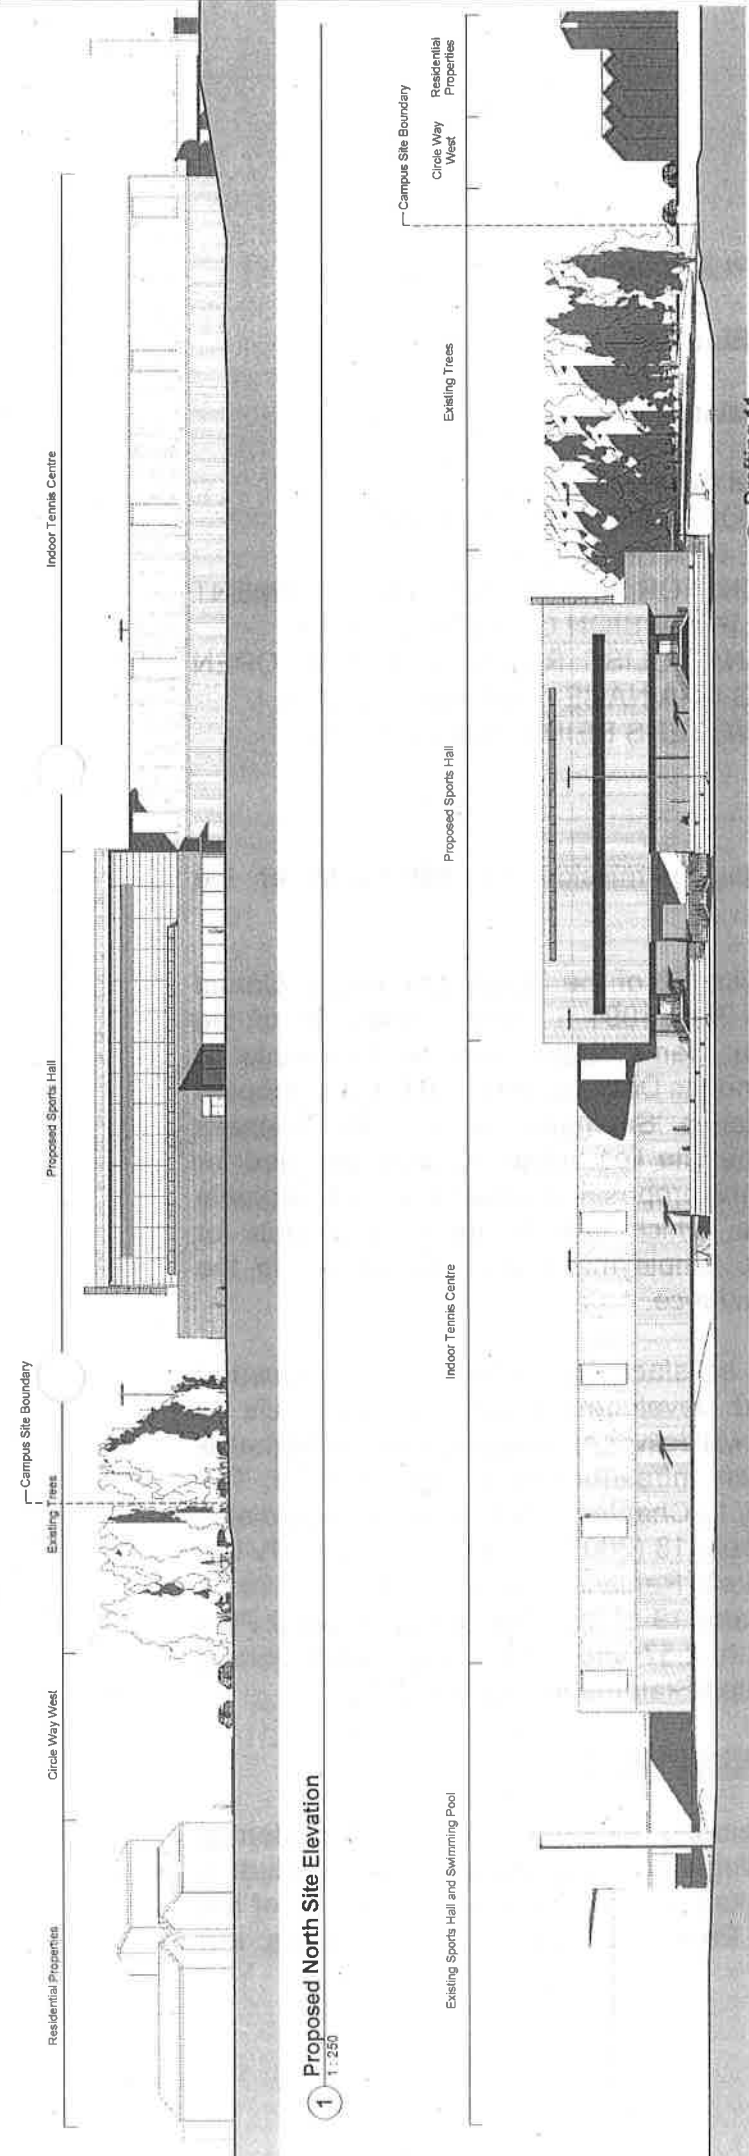 Campus Site Boundary
Residential Properties
Circle Way West
Existing Trees
Proposed Sports Hall
Indoor Tennis Centre
1
Proposed North Site Elevation
1 : 250
Campus Site Boundary
Existing Sports Hall and Swimming Pool
Indoor Tennis Centre
Proposed Sports Hall
Existing Trees
Circle Way
West
Residential
Properties